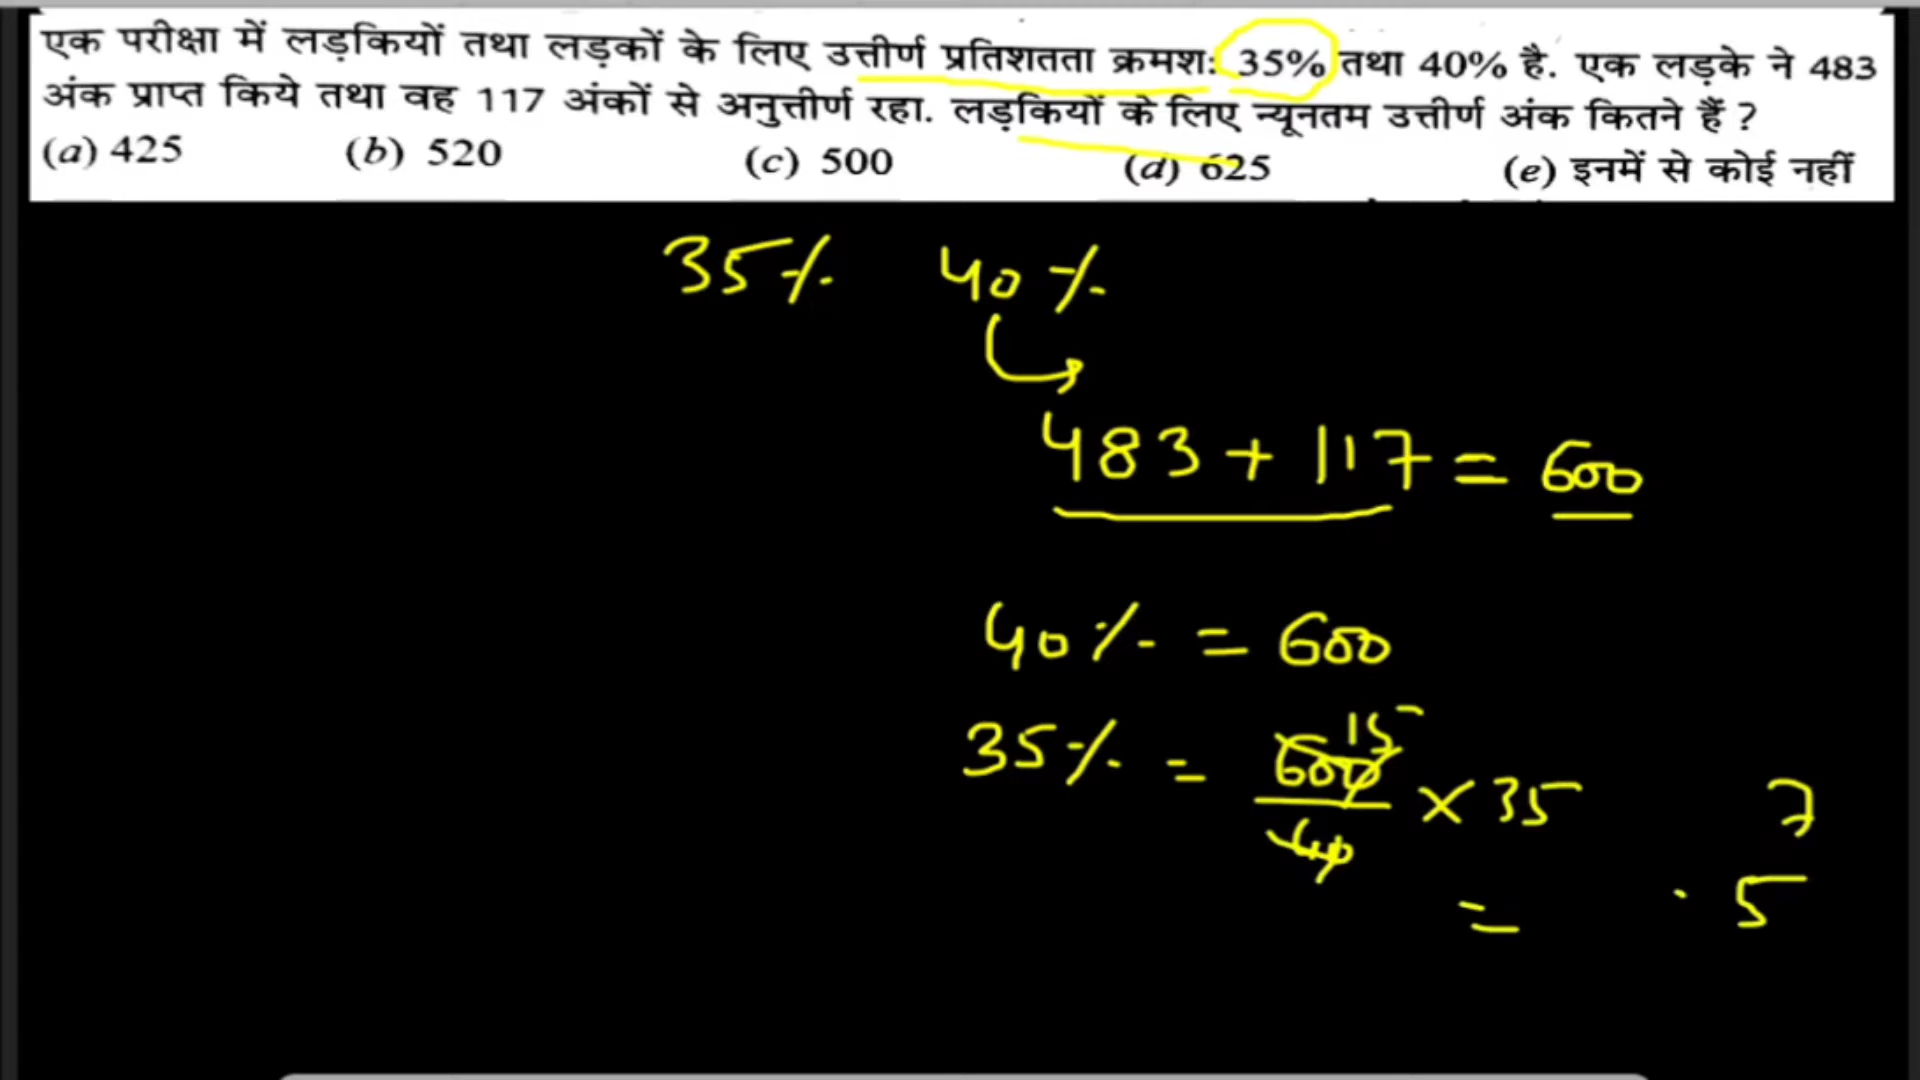 एक परीक्षा में लड़कियों तथा लड़कों के लिए उत्तीर्ण प्रतिशतता क्रमशः 35% तथा 40% है. एक लड़के ने 483
अंक प्राप्त किये तथा वह 117 अंकों से अनुत्तीर्ण रहा. लड़कियों के लिए न्यूनतम उत्तीर्ण अंक कितने हैं ?
(a) 425 (b) 520 (c) 500 (d) 625 (e) इनमें से कोई नहीं
35% 40%
483 + 117 = 600
40% = 600
15
35% = 600 × 35
40
7
= 5